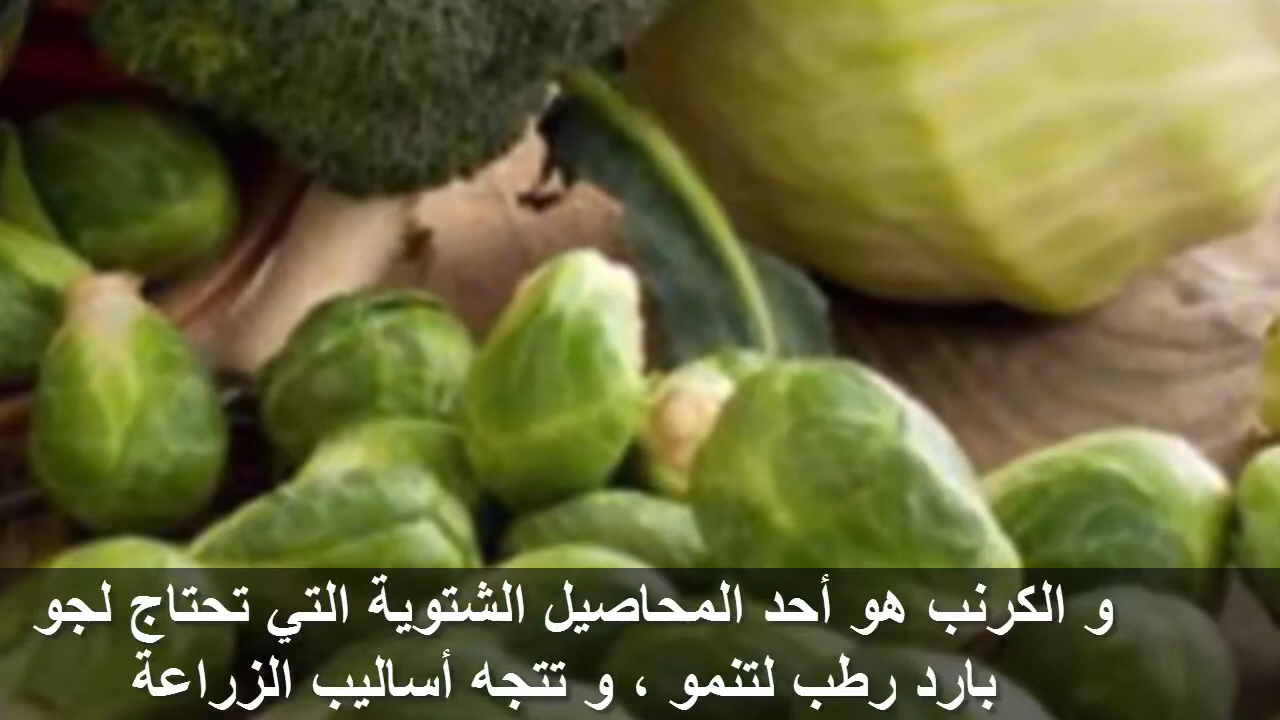 و الكرنب هو أحد المحاصيل الشتوية التي تحتاج لجو
بارد رطب لتنمو ، و تتجه أساليب الزراعة